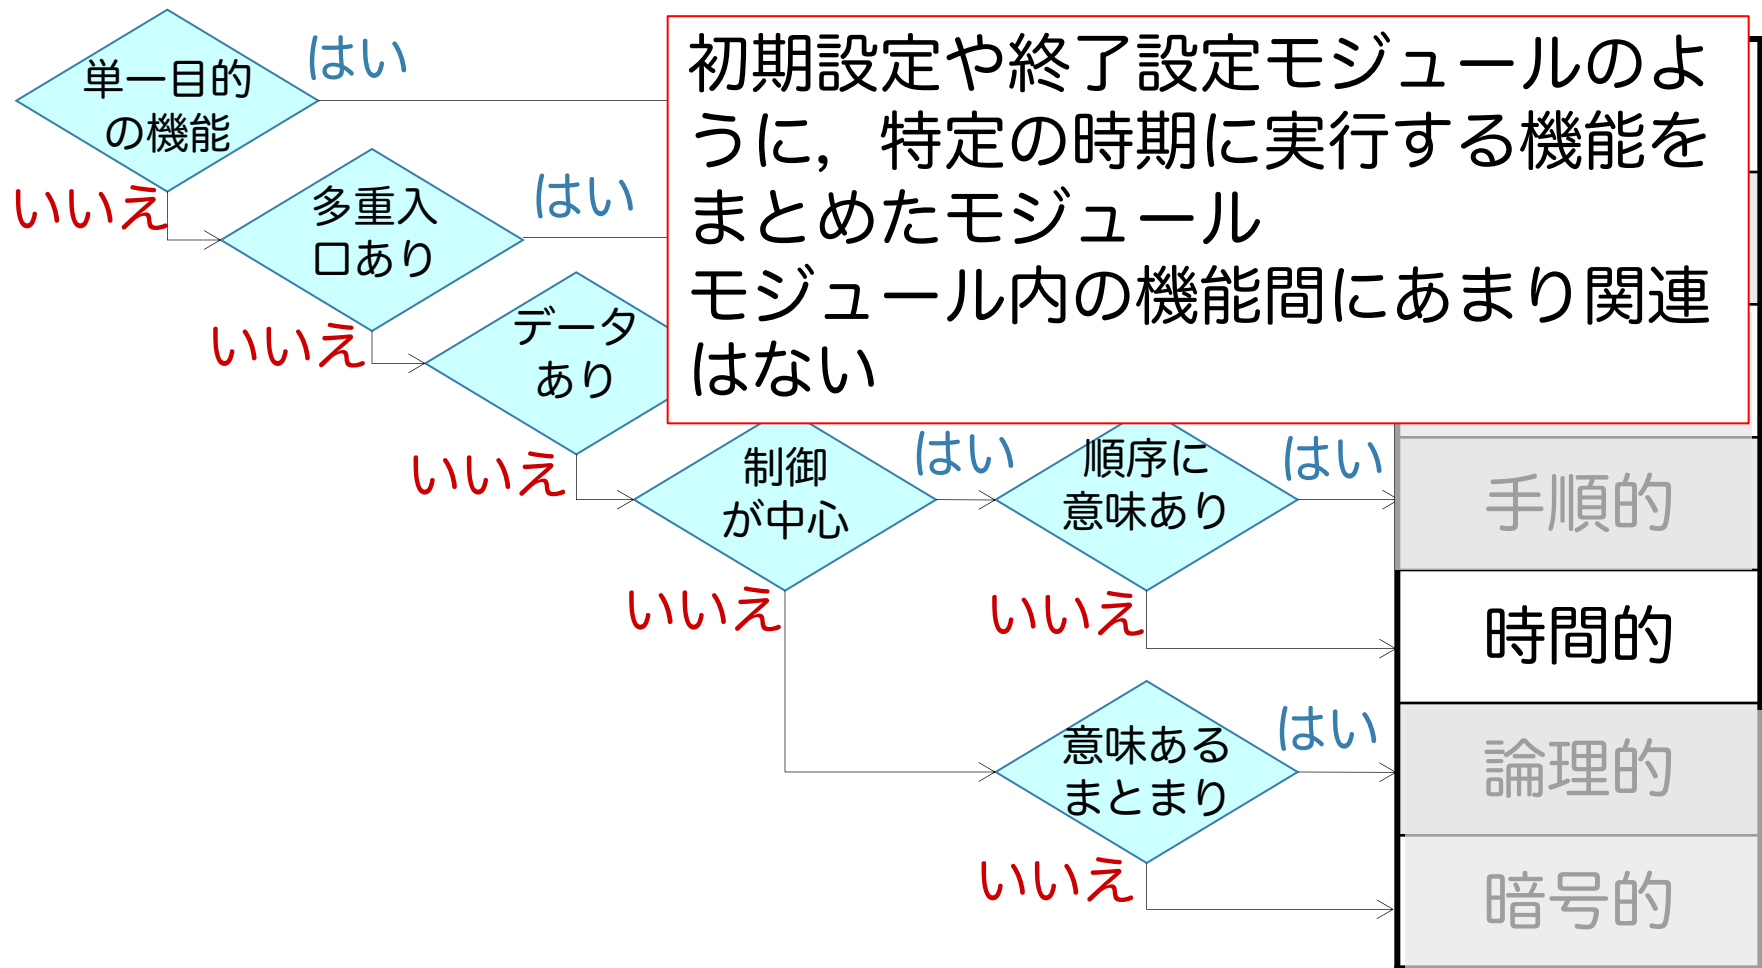 単一目的
の機能
はい
初期設定や終了設定モジュールのよ
うに，特定の時期に実行する機能を
まとめたモジュール
モジュール内の機能間にあまり関連
はない
いいえ
多重入
口あり
はい
いいえ
データ
あり
いいえ
制御
が中心
はい
順序に
意味あり
はい
手順的
いいえ
いいえ
時間的
意味ある
まとまり
はい
論理的
いいえ
暗号的